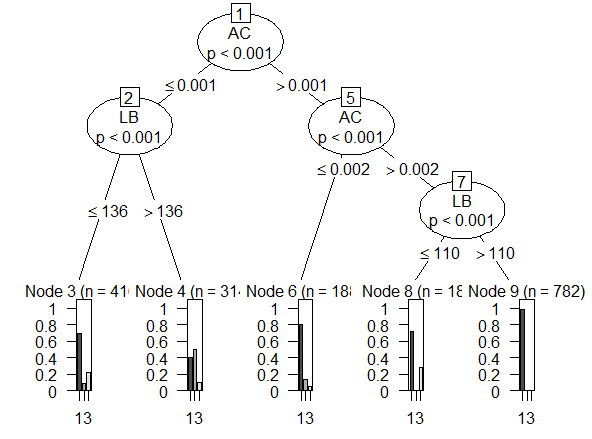 1
AC
p < 0.001
≤ 0.001 > 0.001
2 5
LB AC
p < 0.001 p < 0.001
≤ 0.002 > 0.002
7
LB
p < 0.001
≤ 136 > 136
≤ 110 > 110
Node 3 (n = 41 Node 4 (n = 314 Node 6 (n = 188 Node 8 (n = 18 Node 9 (n = 782)
1 1 1 1 1
0.8 0.8 0.8 0.8 0.8
0.6 0.6 0.6 0.6 0.6
0.4 0.4 0.4 0.4 0.4
0.2 0.2 0.2 0.2 0.2
0 0 0 0 0
13 13 13 13 13